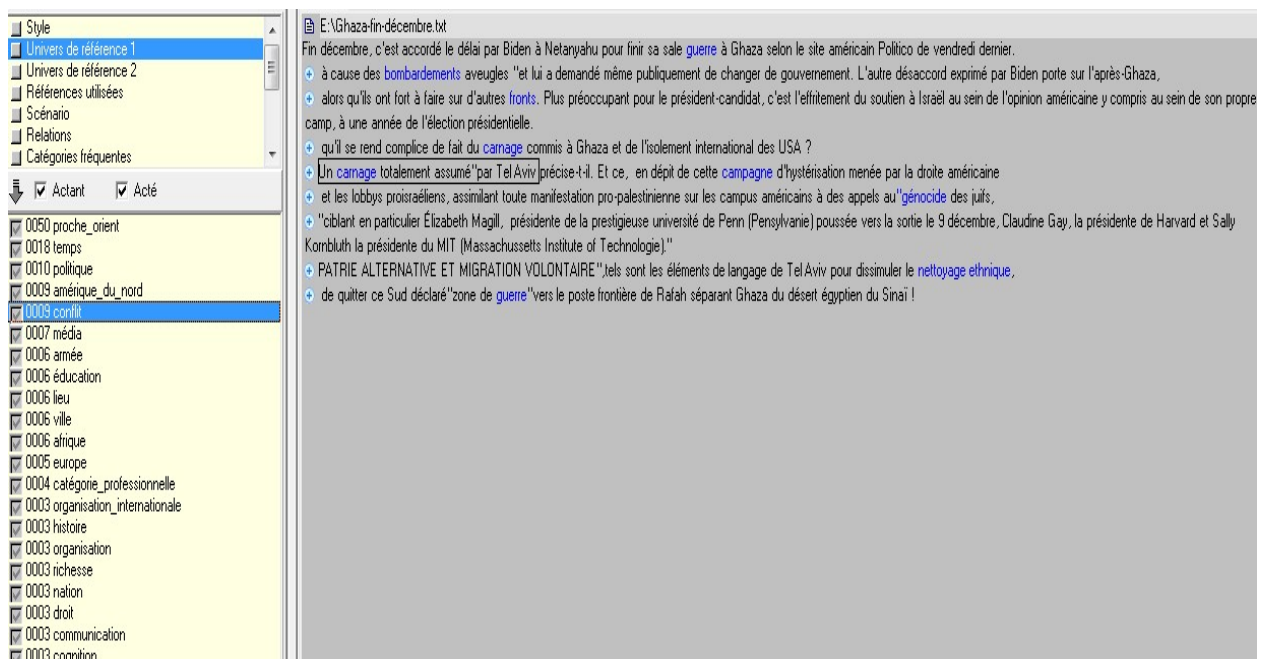 Style
Univers de référence 1
Univers de référence 2
Références utilisées
Scénario
Relations
Catégories fréquentes
Actant Acté
0050 proche_orient
0018 temps
0010 politique
0009 amérique_du_nord
0009 conflit
0007 média
0006 armée
0006 éducation
0006 lieu
0006 ville
0006 afrique
0005 europe
0004 catégorie_professionnelle
0003 organisation_internationale
0003 histoire
0003 organisation
0003 richesse
0003 nation
0003 droit
0003 communication
0003 cognition
E:\Ghaza-fin-décembre.txt
Fin décembre, c'est accordé le délai par Biden à Netanyahu pour finir sa sale guerre à Ghaza selon le site américain Politico de vendredi dernier.
à cause des bombardements aveugles "et lui a demandé même publiquement de changer de gouvernement. L'autre désaccord exprimé par Biden porte sur l'après-Ghaza,
alors qu'ils ont fort à faire sur d'autres fronts. Plus préoccupant pour le président-candidat, c'est l'effritement du soutien à Israël au sein de l'opinion américaine y compris au sein de son propre
camp, à une année de l'élection présidentielle.
qu'il se rend complice de fait du carnage commis à Ghaza et de l'isolement international des USA ?
Un carnage totalement assumé"par Tel Aviv précise-t-il. Et ce, en dépit de cette campagne d'hystérisation menée par la droite américaine
et les lobbys proisraéliens, assimilant toute manifestation pro-palestinienne sur les campus américains à des appels au"génocide des juifs,
"ciblant en particulier Élizabeth Magill, présidente de la prestigieuse université de Penn (Pensylvanie) poussée vers la sortie le 9 décembre, Claudine Gay, la présidente de Harvard et Sally
Kornbluth la présidente du MIT (Massachussetts Institute of Technologie)."
PATRIE ALTERNATIVE ET MIGRATION VOLONTAIRE",tels sont les éléments de langage de Tel Aviv pour dissimuler le nettoyage ethnique,
de quitter ce Sud déclaré"zone de guerre"vers le poste frontière de Rafah séparant Ghaza du désert égyptien du Sinaï !